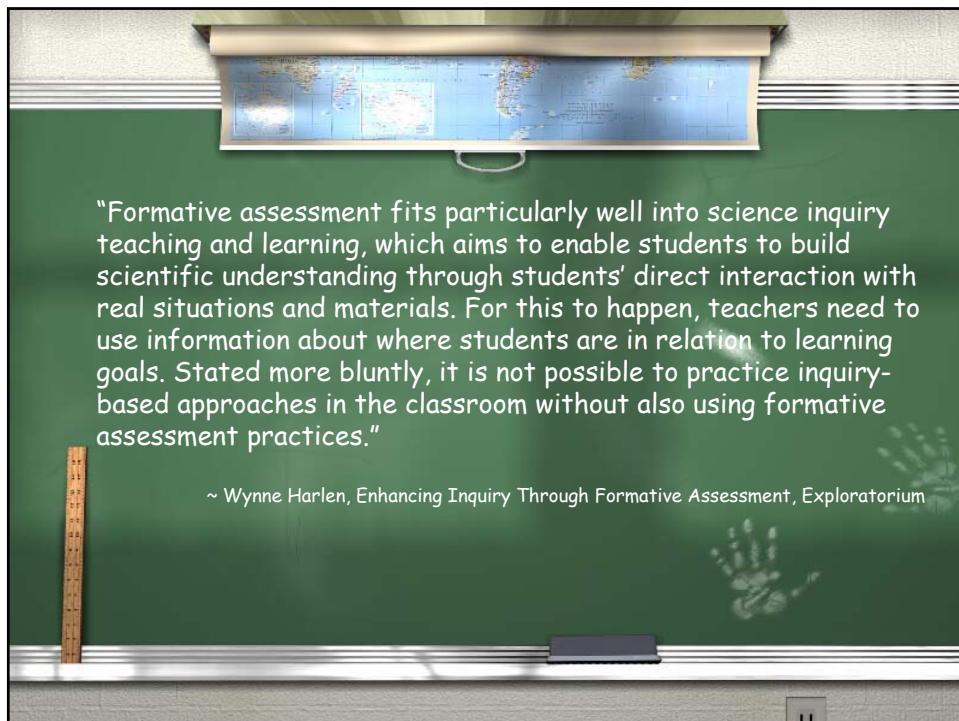 “Formative assessment fits particularly well into science inquiry
teaching and learning, which aims to enable students to build
scientific understanding through students’ direct interaction with
real situations and materials. For this to happen, teachers need to
use information about where students are in relation to learning
goals. Stated more bluntly, it is not possible to practice inquiry-
based approaches in the classroom without also using formative
assessment practices.”
~ Wynne Harlen, Enhancing Inquiry Through Formative Assessment, Exploratorium